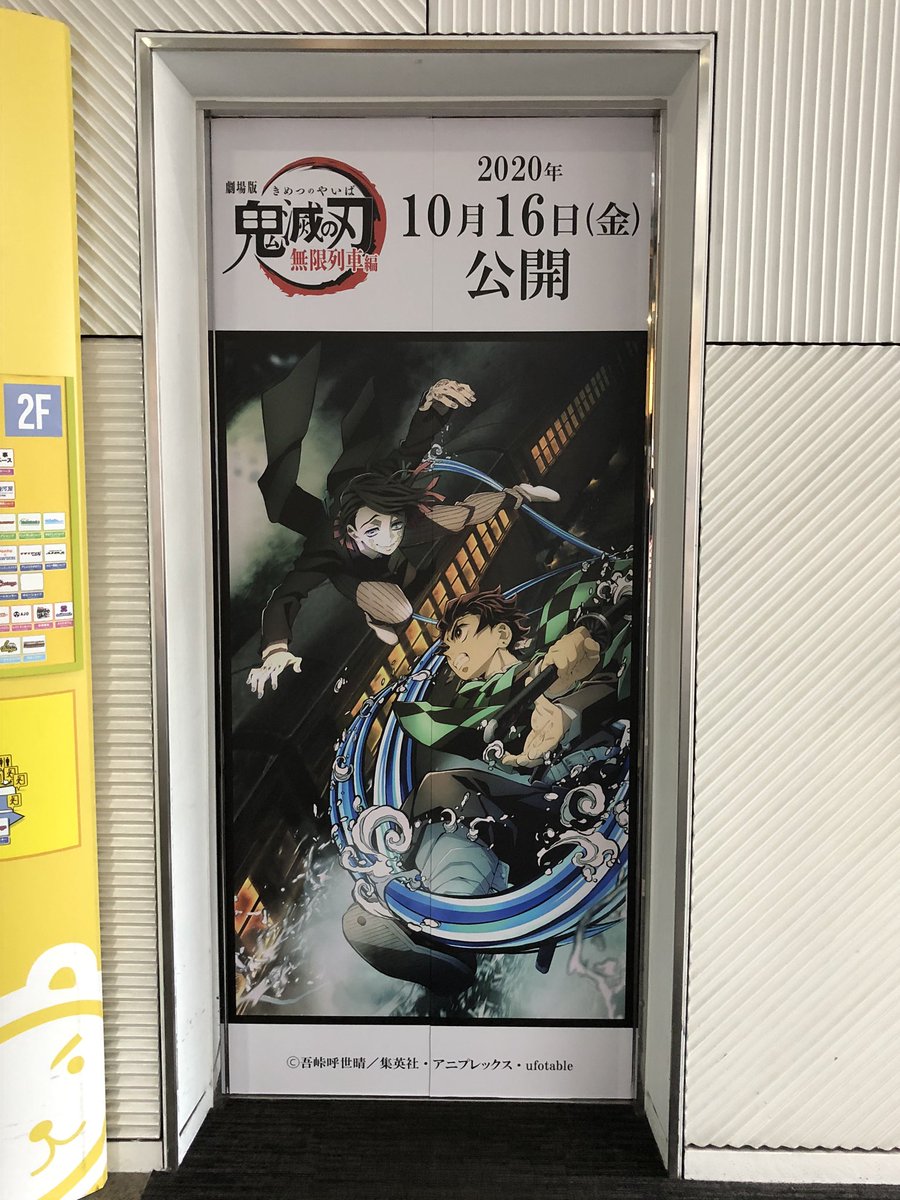 劇場版
きめつのやいば
鬼滅の刃
無限列車編
2020年
10月16日(金)
公開
2F
©吾峠呼世晴／集英社・アニプレックス・ufotable